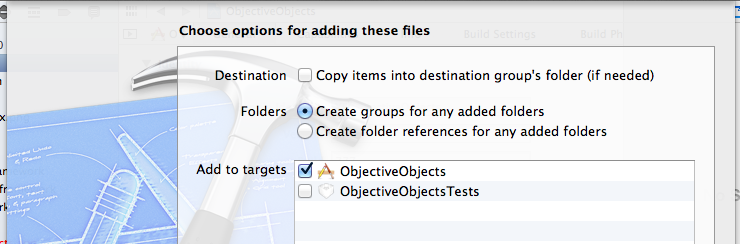 ObjectiveObjects
Build Settings
Build Ph
Choose options for adding these files
Destination
Copy items into destination group's folder (if needed)
Folders
Create groups for any added folders
Create folder references for any added folders
Add to targets
ObjectiveObjects
ObjectiveObjectsTests